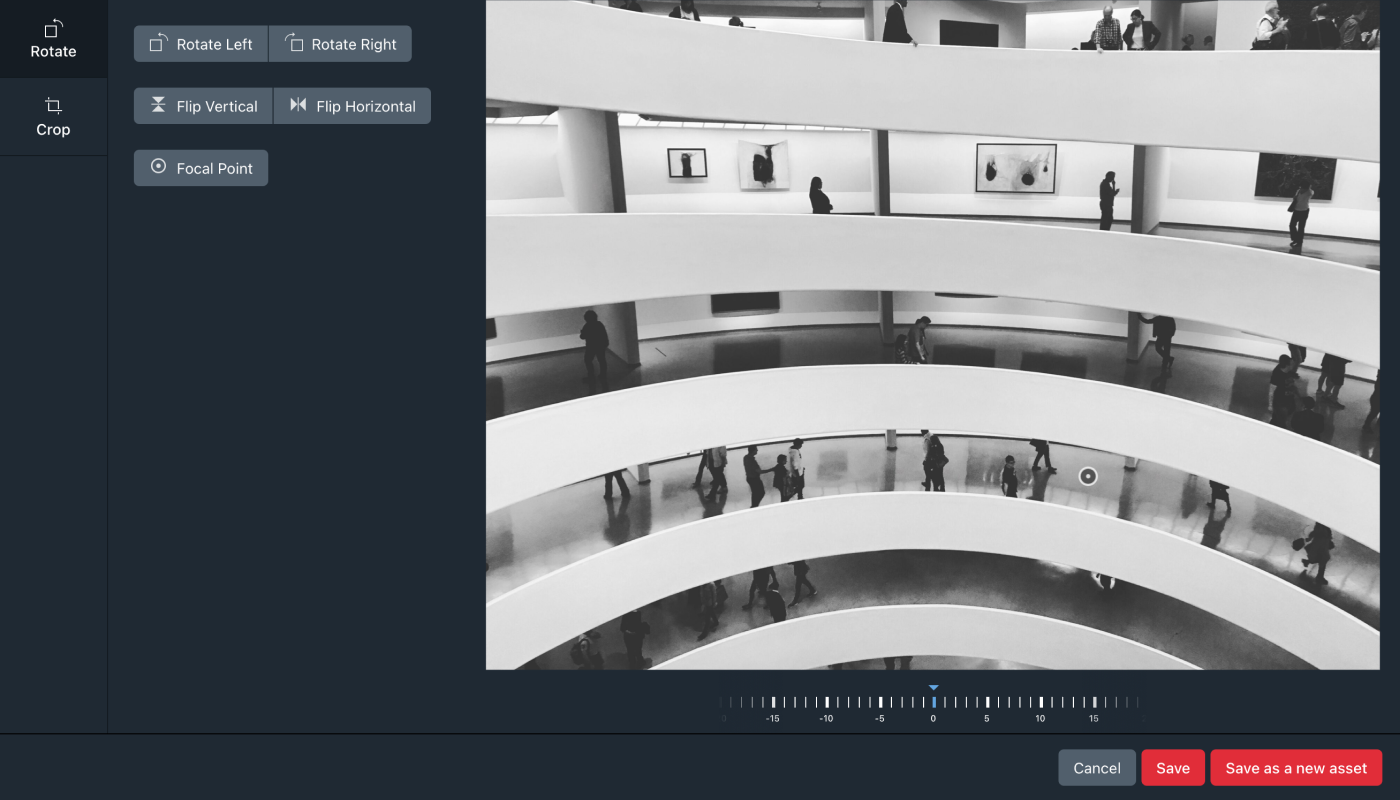 Rotate
Crop
Rotate Left
Rotate Right
Flip Vertical
Flip Horizontal
Focal Point
-15 -10 -5 0 5 10 15
Cancel
Save
Save as a new asset